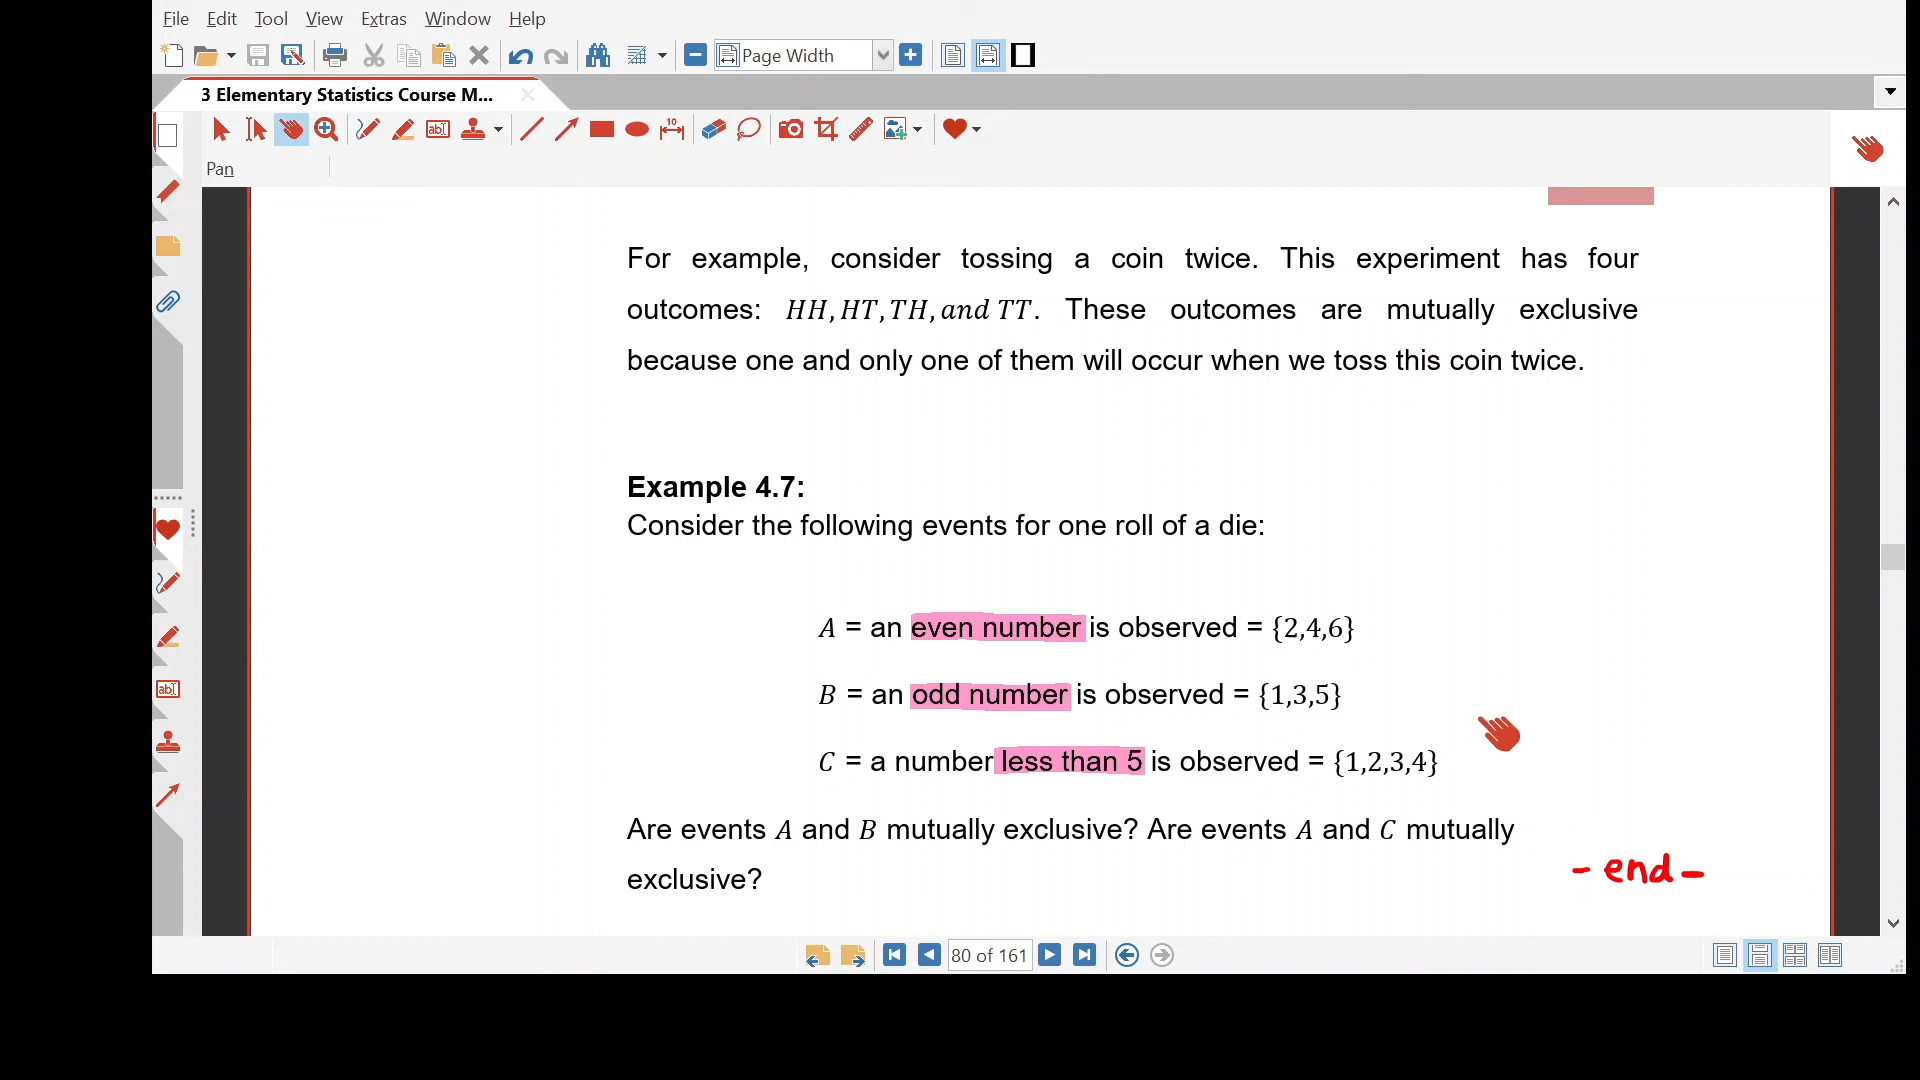 File Edit Tool View Extras Window Help
Page Width
3 Elementary Statistics Course M...
Pan
For example, consider tossing a coin twice. This experiment has four
outcomes: HH, HT, TH, and TT. These outcomes are mutually exclusive
because one and only one of them will occur when we toss this coin twice.
Example 4.7:
Consider the following events for one roll of a die:
A = an even number is observed = {2,4,6}
B = an odd number is observed = {1,3,5}
C = a number less than 5 is observed = {1,2,3,4}
Are events A and B mutually exclusive? Are events A and C mutually
exclusive?
- end -
80 of 161